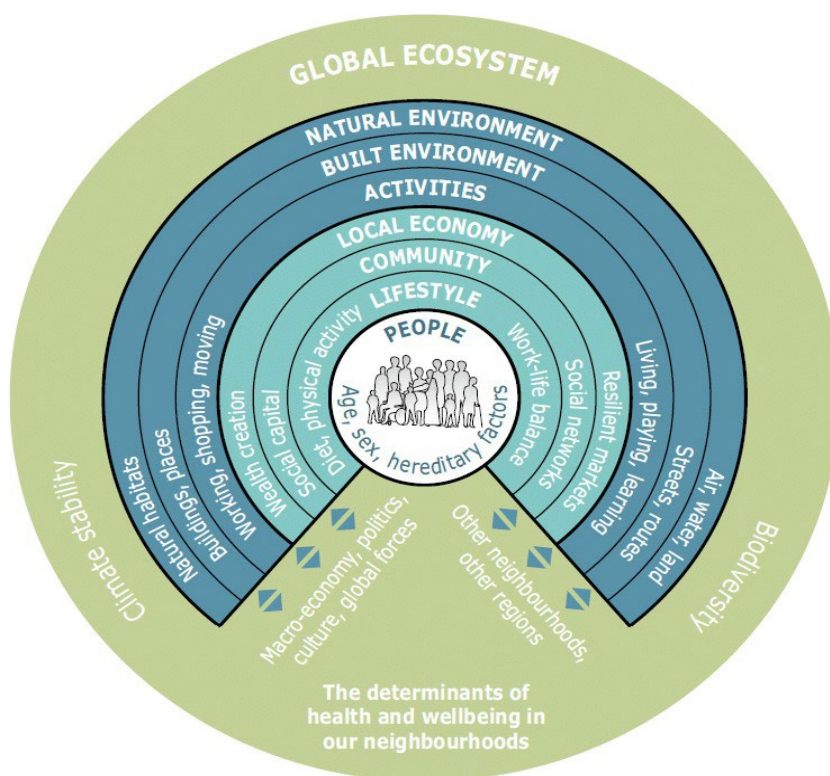 GLOBAL ECOSYSTEM
NATURAL ENVIRONMENT
BUILT ENVIRONMENT
ACTIVITIES
LOCAL ECONOMY
COMMUNITY
LIFESTYLE
PEOPLE
Age, sex, hereditary factors
Diet, physical activity
Work-life balance
Social capital
Social networks
Wealth creation
Resilient markets
Working, shopping, moving
Living, playing, learning
Buildings, places
Streets, routes
Natural habitats
Air, water, land
Climate stability
Biodiversity
Macro-economy, politics,
culture, global forces
Other neighbourhoods,
other regions
The determinants of
health and wellbeing in
our neighbourhoods